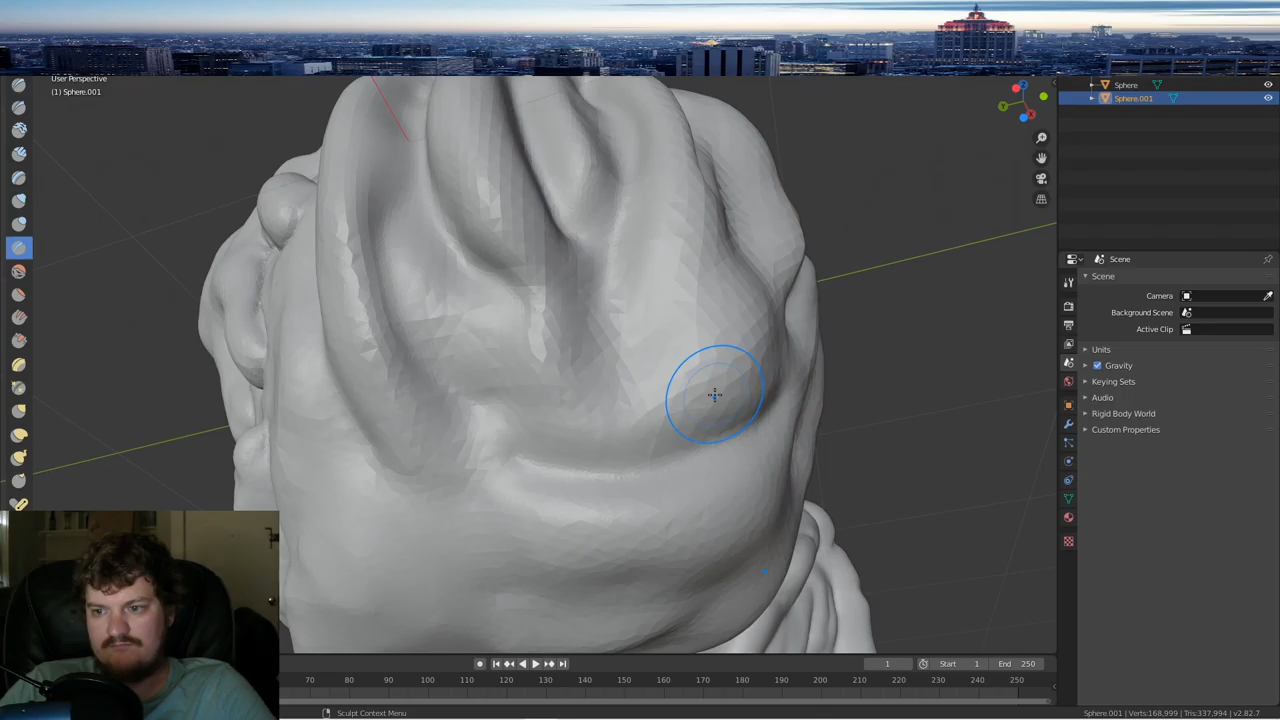 User Perspective
(1) Sphere.001
Sphere
Sphere.001
Scene
Scene
Camera
Background Scene
Active Clip
Units
Gravity
Keying Sets
Audio
Rigid Body World
Custom Properties
1
Start 1
End 250
70 80 90 100 110 120 130 140 150 160 170 180 190 200 210 220 230 240 250
Sculpt Context Menu
Sphere.001 | Verts:168,999 | Tris:337,994 | v2.82.7